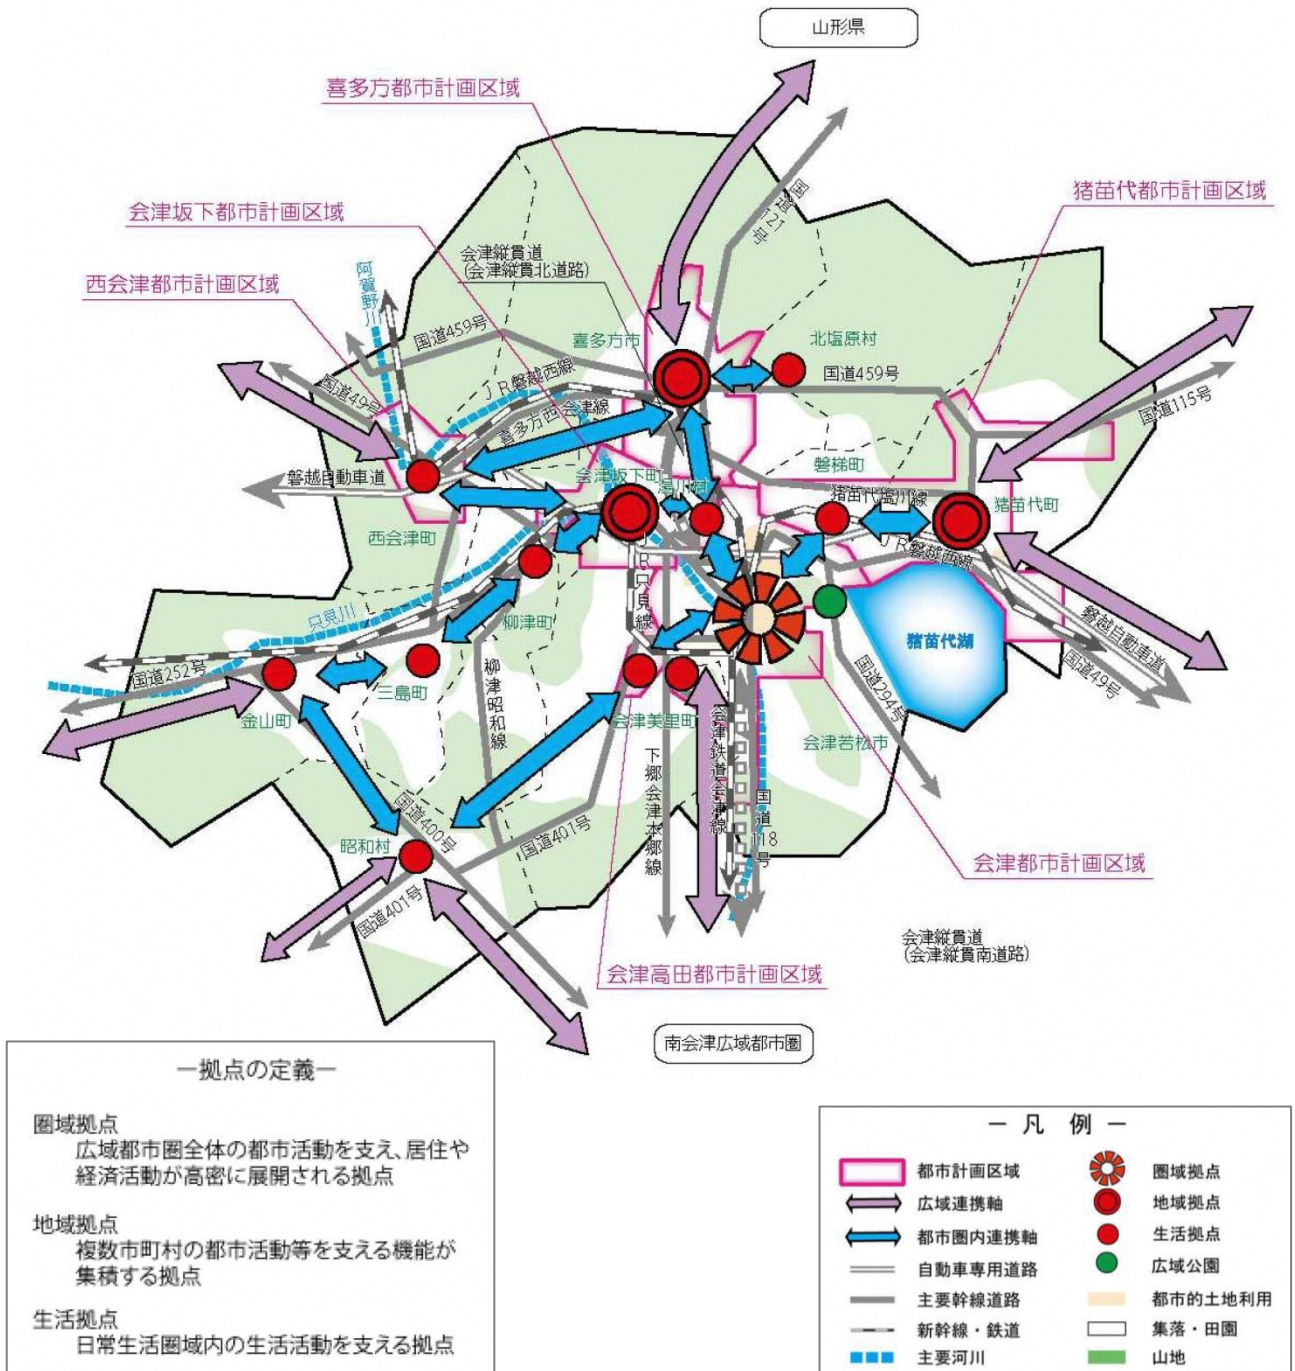 山形県
喜多方都市計画区域
猪苗代都市計画区域
会津坂下都市計画区域
国道121号
会津縦貫道
(会津縦貫北道路)
西会津都市計画区域
阿賀野川
国道459号
喜多方市
北塩原村
国道459号
国道49号
JR磐越西線
国道115号
喜多方西会津線
磐越自動車道
会津坂下町
湯川村
磐梯町
猪苗代塩川線
猪苗代町
西会津町
JR磐越西線
JR只見線
只見川
柳津町
猪苗代湖
磐越自動車道
国道49号
国道252号
三島町
金山町
柳津昭和線
会津美里町
国道294号
会津若松市
下郷会津本郷線
会津鉄道会津線
国道118号
国道400号
昭和村
国道401号
国道401号
会津都市計画区域
会津縦貫道
(会津縦貫南道路)
会津高田都市計画区域
南会津広域都市圏
―拠点の定義―
圏域拠点
広域都市圏全体の都市活動を支え、居住や
経済活動が高密に展開される拠点
地域拠点
複数市町村の都市活動等を支える機能が
集積する拠点
生活拠点
日常生活圏域内の生活活動を支える拠点
― 凡 例 ―
都市計画区域
圏域拠点
広域連携軸
地域拠点
都市圏内連携軸
生活拠点
自動車専用道路
広域公園
主要幹線道路
都市的土地利用
新幹線・鉄道
集落・田園
主要河川
山地